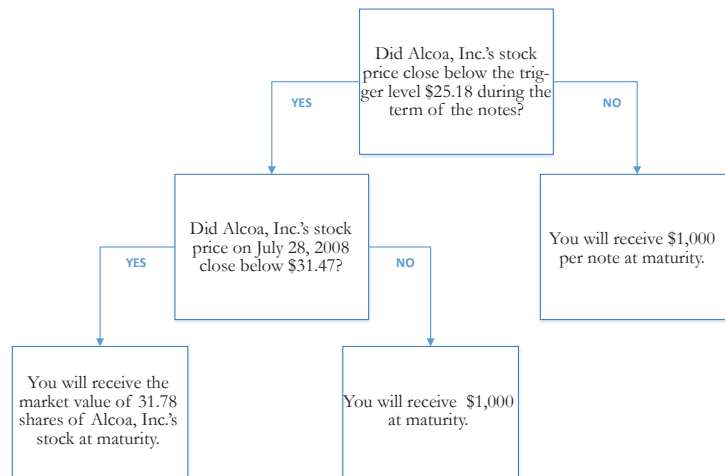 Did Alcoa, Inc.'s stock
price close below the trig-
ger level $25.18 during the
term of the notes?
YES
NO
Did Alcoa, Inc.'s stock
price on July 28, 2008
close below $31.47?
You will receive $1,000
per note at maturity.
YES
NO
You will receive the
market value of 31.78
shares of Alcoa, Inc.'s
stock at maturity.
You will receive $1,000
at maturity.